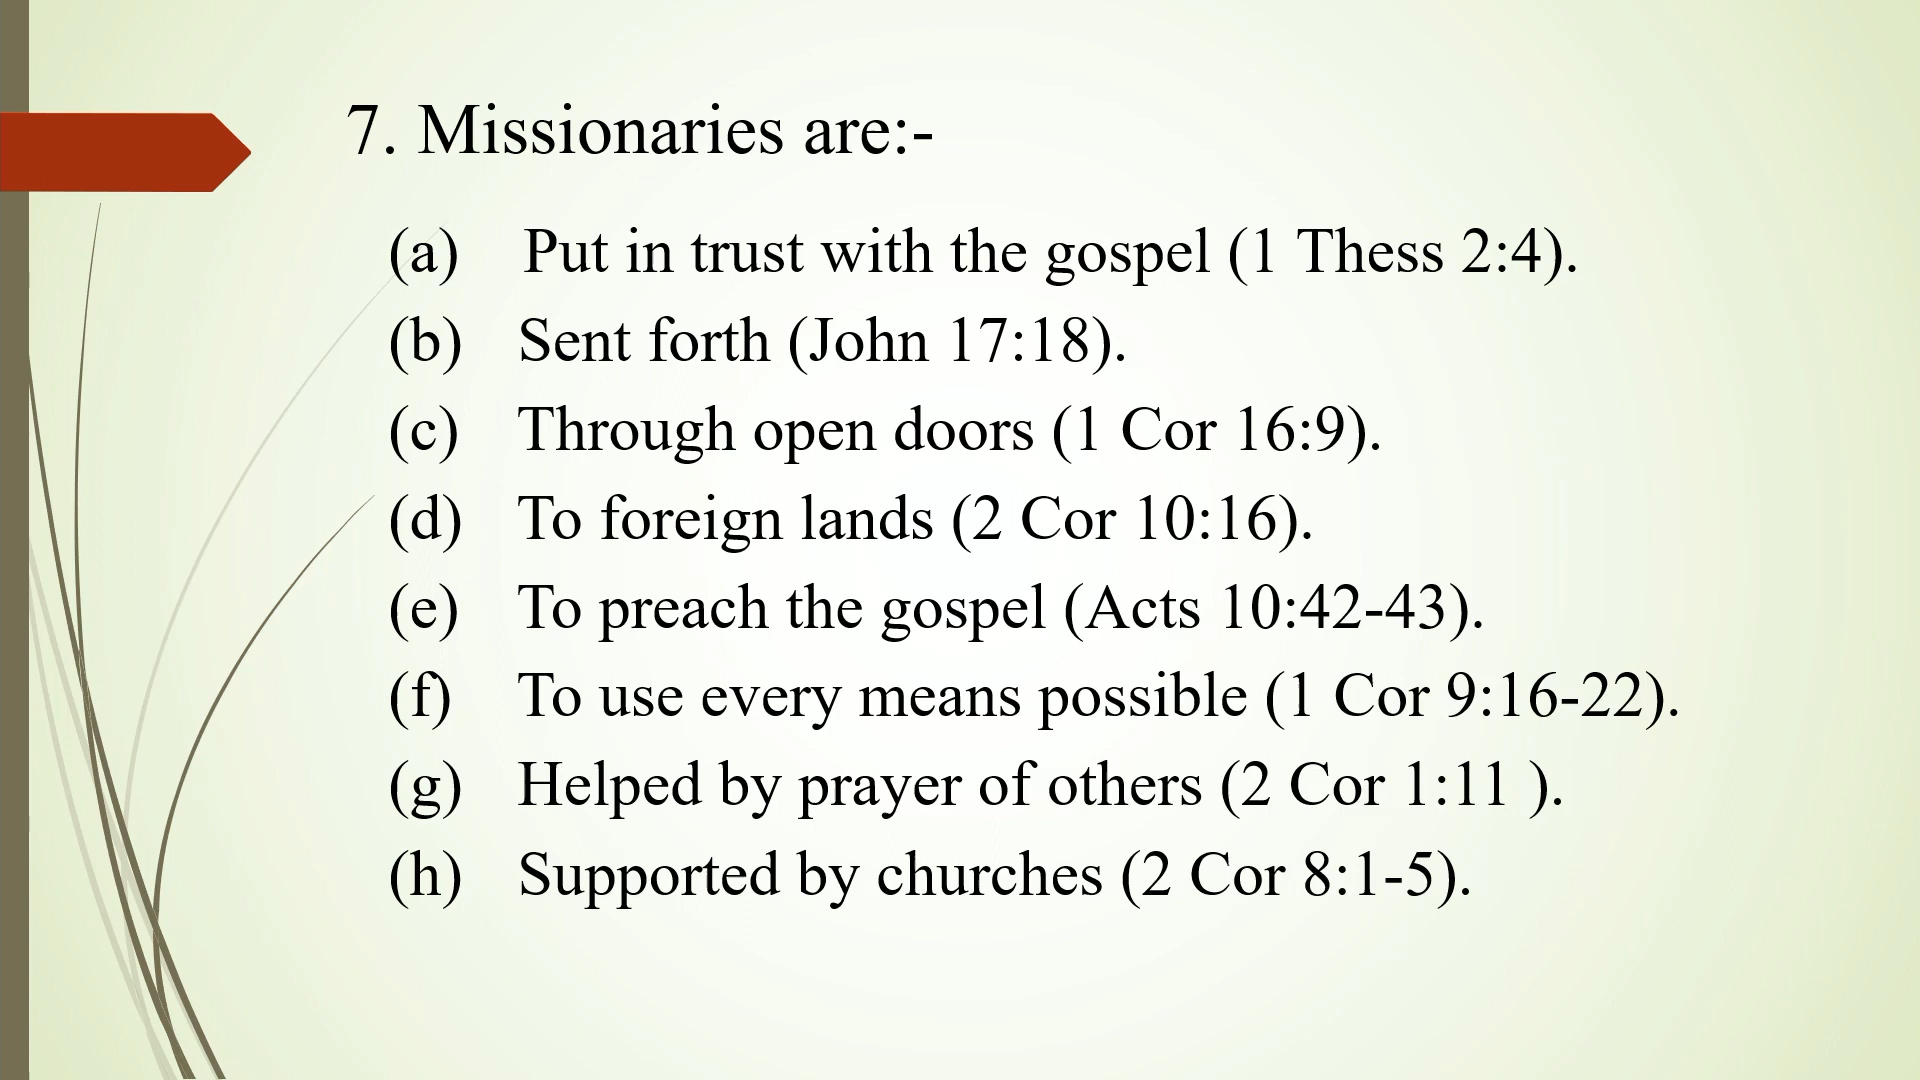 7. Missionaries are:-
(a) Put in trust with the gospel (1 Thess 2:4).
(b) Sent forth (John 17:18).
(c) Through open doors (1 Cor 16:9).
(d) To foreign lands (2 Cor 10:16).
(e) To preach the gospel (Acts 10:42-43).
(f) To use every means possible (1 Cor 9:16-22).
(g) Helped by prayer of others (2 Cor 1:11 ).
(h) Supported by churches (2 Cor 8:1-5).